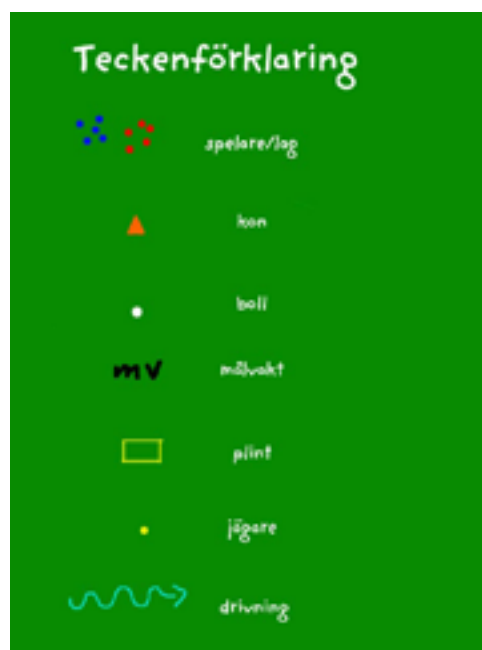 Teckenförklaring
spelare/lag
kon
boll
mv målvakt
plint
jägare
drivning